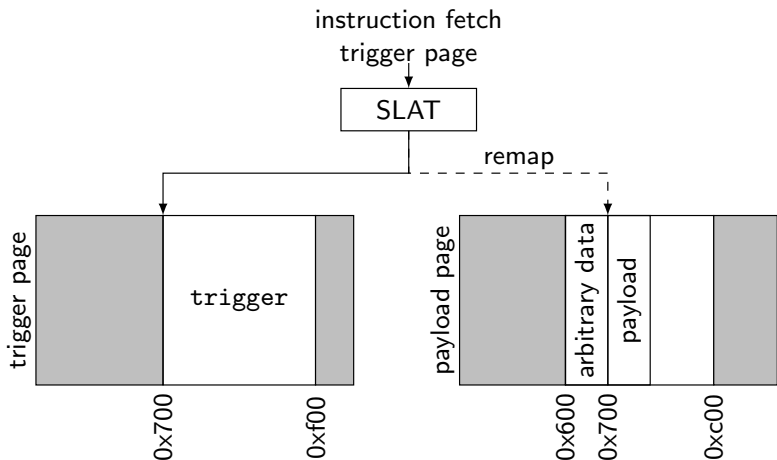 instruction fetch
trigger page
SLAT
remap
trigger page
trigger
0x700
0xf00
payload page
arbitrary data
payload
0x600
0x700
0xc00